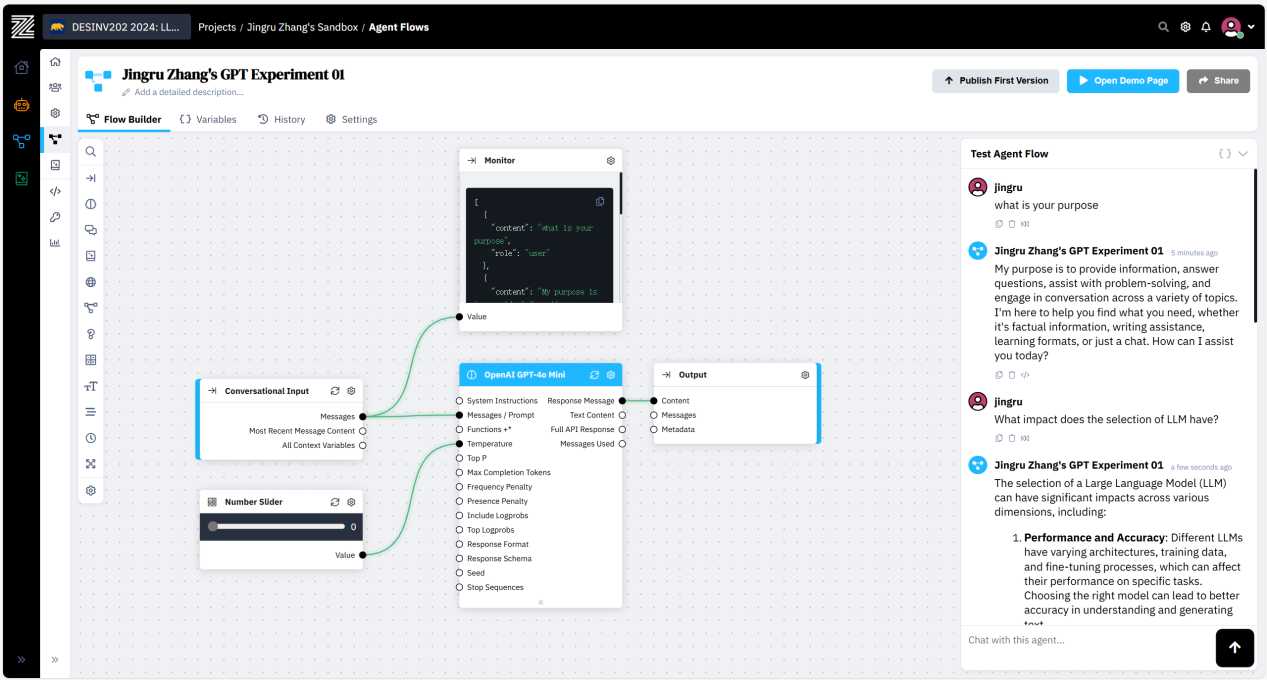 DESINV202 2024: LL...
Projects / Jingru Zhang's Sandbox / Agent Flows
Jingru Zhang's GPT Experiment 01
Add a detailed description...
Publish First Version
Open Demo Page
Share
Flow Builder
{ } Variables
History
Settings
Monitor
[
{
"content": "what is your
purpose",
"role": "user"
},
{
"content": "My purpose is
Value
Conversational Input
Messages
Most Recent Message Content
All Context Variables
Number Slider
0
Value
OpenAI GPT-4o Mini
System Instructions Response Message
Messages / Prompt Text Content
Functions +* Full API Response
Temperature Messages Used
Top P
Max Completion Tokens
Frequency Penalty
Presence Penalty
Include Logprobs
Top Logprobs
Response Format
Response Schema
Seed
Stop Sequences
Output
Content
Messages
Metadata
Test Agent Flow
{ }
jingru
what is your purpose
Jingru Zhang's GPT Experiment 01 5 minutes ago
My purpose is to provide information, answer
questions, assist with problem-solving, and
engage in conversation across a variety of topics.
I'm here to help you find what you need, whether
it's factual information, writing assistance,
learning formats, or just a chat. How can I assist
you today?
jingru
What impact does the selection of LLM have?
Jingru Zhang's GPT Experiment 01 a few seconds ago
The selection of a Large Language Model (LLM)
can have significant impacts across various
dimensions, including:
1. Performance and Accuracy: Different LLMs
have varying architectures, training data,
and fine-tuning processes, which can affect
their performance on specific tasks.
Choosing the right model can lead to better
accuracy in understanding and generating
text.
Chat with this agent...